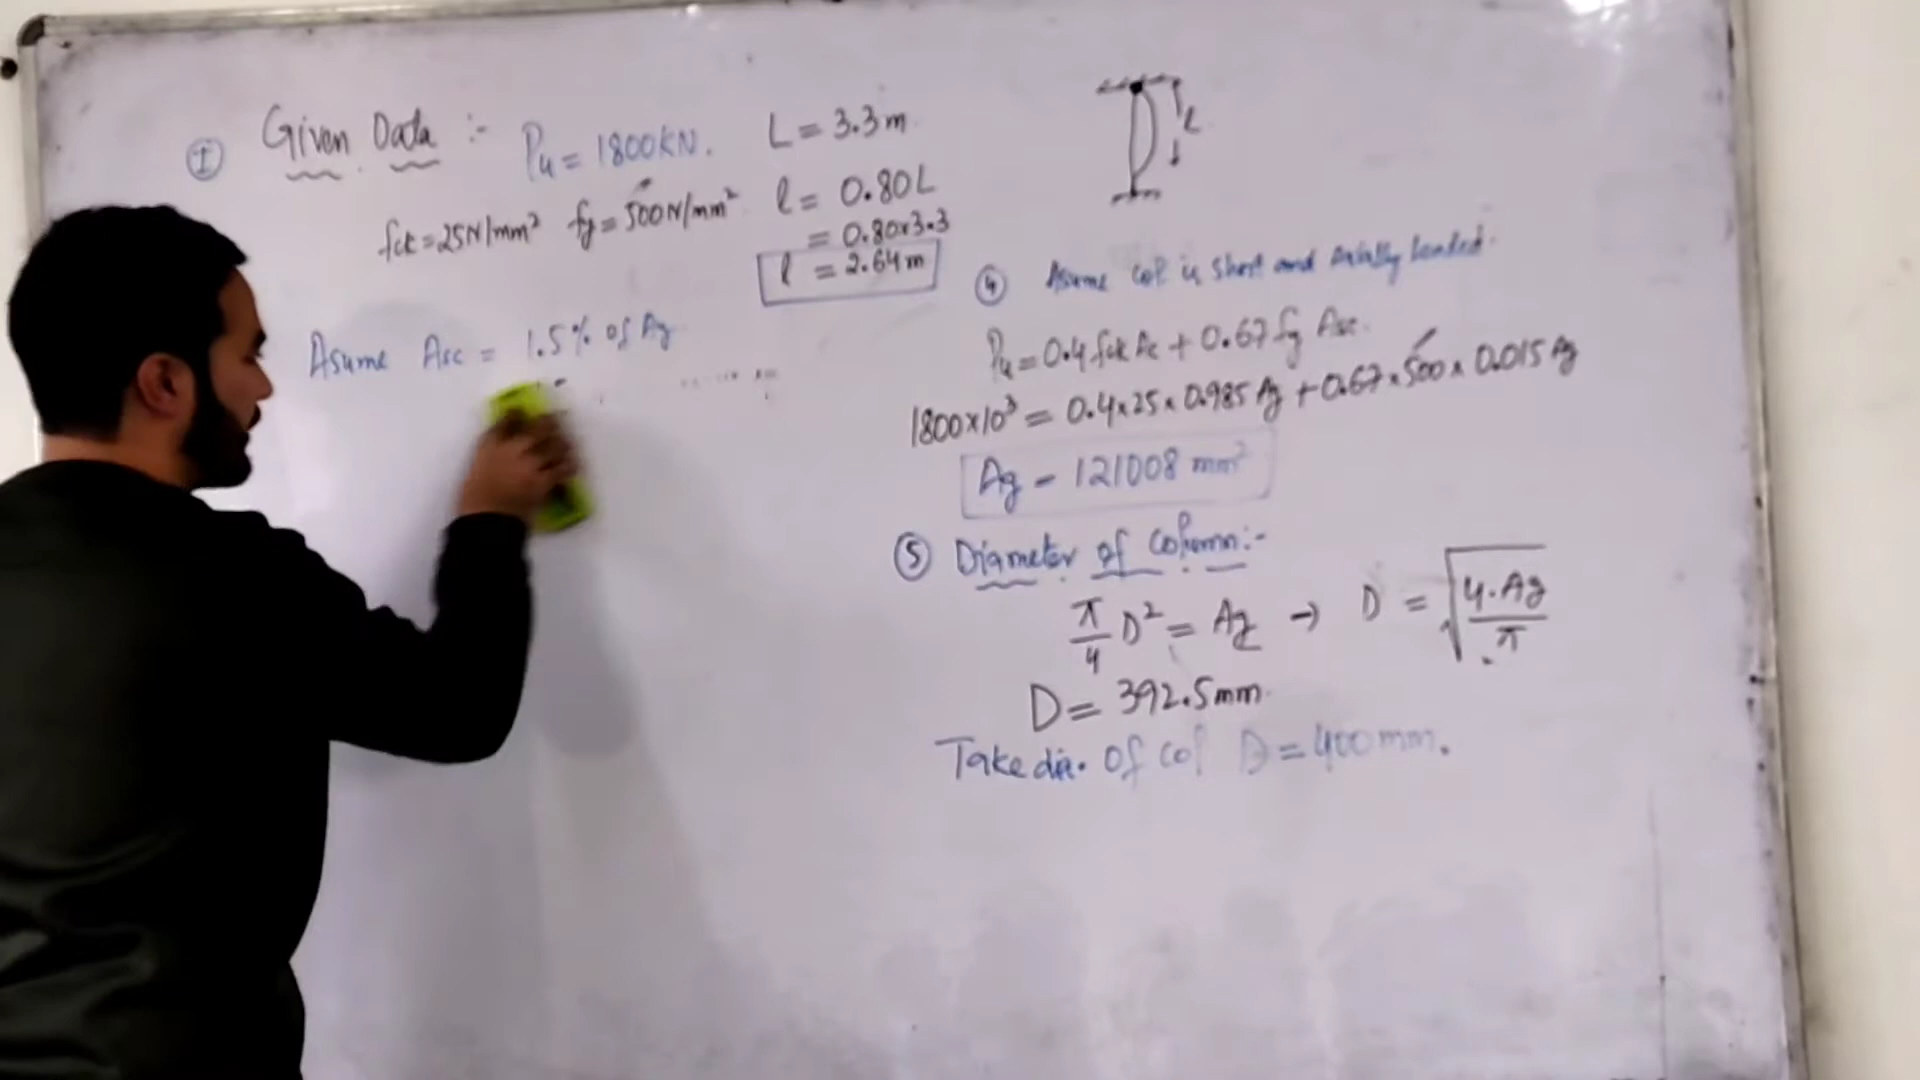 ① Given Data :- Pu = 1800KN. L = 3.3m
fck = 25N/mm² fy = 500N/mm² l = 0.80L
= 0.80x3.3
l = 2.64m
Asume Asc = 1.5% of Ag
L
④ Asume col is Short and Axially loaded.
Pu = 0.4 fck Ac + 0.67 fy Asc.
1800x10³ = 0.4x25x0.985 Ag + 0.67x500x0.015 Ag
Ag = 121008 mm²
⑤ Diameter of Column:-
π/4 D² = Ag → D = √(4.Ag/π)
D = 392.5mm.
Take dia. Of Col D = 400mm.